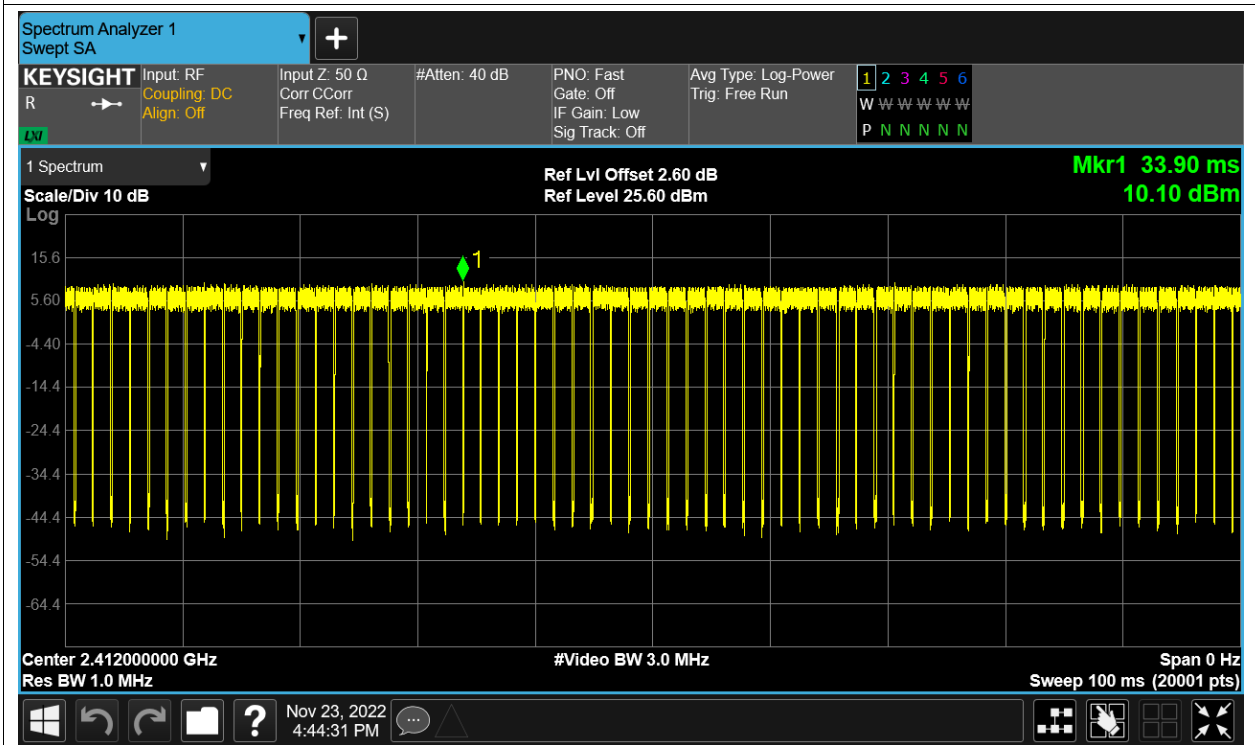 Spectrum Analyzer 1
Swept SA
KEYSIGHT
R
LXI
Input: RF
Coupling: DC
Align: Off
Input Z: 50 Ω
Corr CCorr
Freq Ref: Int (S)
#Atten: 40 dB
PNO: Fast
Gate: Off
IF Gain: Low
Sig Track: Off
Avg Type: Log-Power
Trig: Free Run
1 2 3 4 5 6
W W W W W W
P N N N N N
1 Spectrum
Scale/Div 10 dB
Ref Lvl Offset 2.60 dB
Ref Level 25.60 dBm
Mkr1 33.90 ms
10.10 dBm
Log
1
15.6
5.60
-4.40
-14.4
-24.4
-34.4
-44.4
-54.4
-64.4
Center 2.412000000 GHz
#Video BW 3.0 MHz
Span 0 Hz
Res BW 1.0 MHz
Sweep 100 ms (20001 pts)
?
Nov 23, 2022
4:44:31 PM